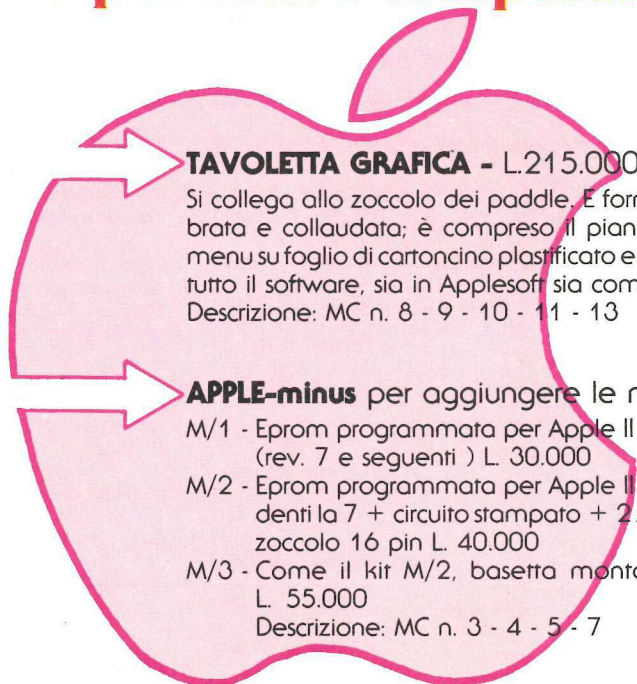 TAVOLETTA GRAFICA - L.215.000
Si collega allo zoccolo dei paddle. È
brata e collaudata; è compreso il
menu su foglio di cartoncino plastificato e
tutto il software, sia in Applesoft sia
Descrizione: MC n. 8 - 9 - 10 - 11 - 13
APPLE-minus per aggiungere le
M/1 - Eprom programmata per Apple II
(rev. 7 e seguenti ) L. 30.000
M/2 - Eprom programmata per Apple II
denti la 7 + circuito stampato + 2
zoccolo 16 pin L. 40.000
M/3 - Come il kit M/2, basetta
L. 55.000
Descrizione: MC n. 3 - 4 - 5 - 7